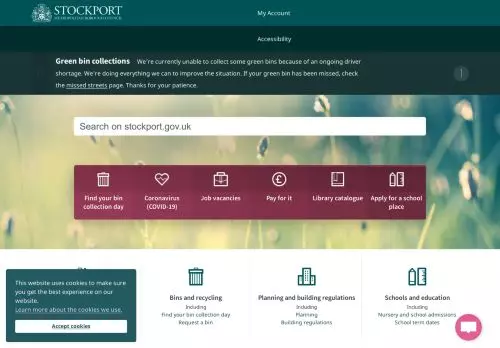 STOCKPORT
METROPOLITAN BOROUGH COUNCIL
My Account
Accessibility
Green bin collections We're currently unable to collect some green bins because of an ongoing driver
shortage. We're doing everything we can to improve the situation. If your green bin has been missed, check
the missed streets page. Thanks for your patience.
Search on stockport.gov.uk
Find your bin
collection day
Coronavirus
(COVID-19)
Job vacancies
Pay for it
Library catalogue
Apply for a school
place
This website uses cookies to make sure
you get the best experience on our
website.
Learn more about the cookies we use.
Accept cookies
Bins and recycling
Including
Find your bin collection day
Request a bin
Planning and building regulations
Including
Planning
Building regulations
Schools and education
Including
Nursery and school admissions
School term dates